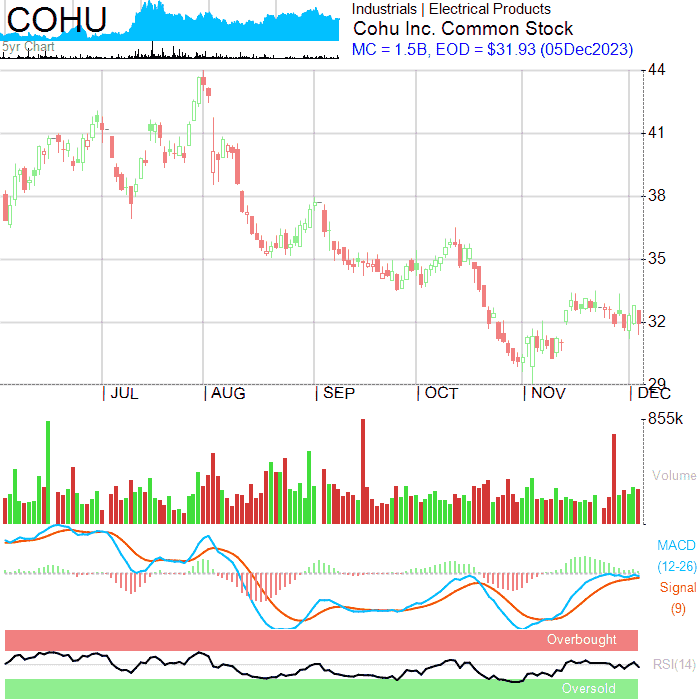 COHU
5yr Chart
Industrials | Electrical Products
Cohu Inc. Common Stock
MC = 1.5B, EOD = $31.93 (05Dec2023)
44
41
38
35
32
29
| JUL | AUG | SEP | OCT | NOV | DEC
855k
Volume
MACD
(12-26)
Signal
(9)
Overbought
RSI(14)
Oversold